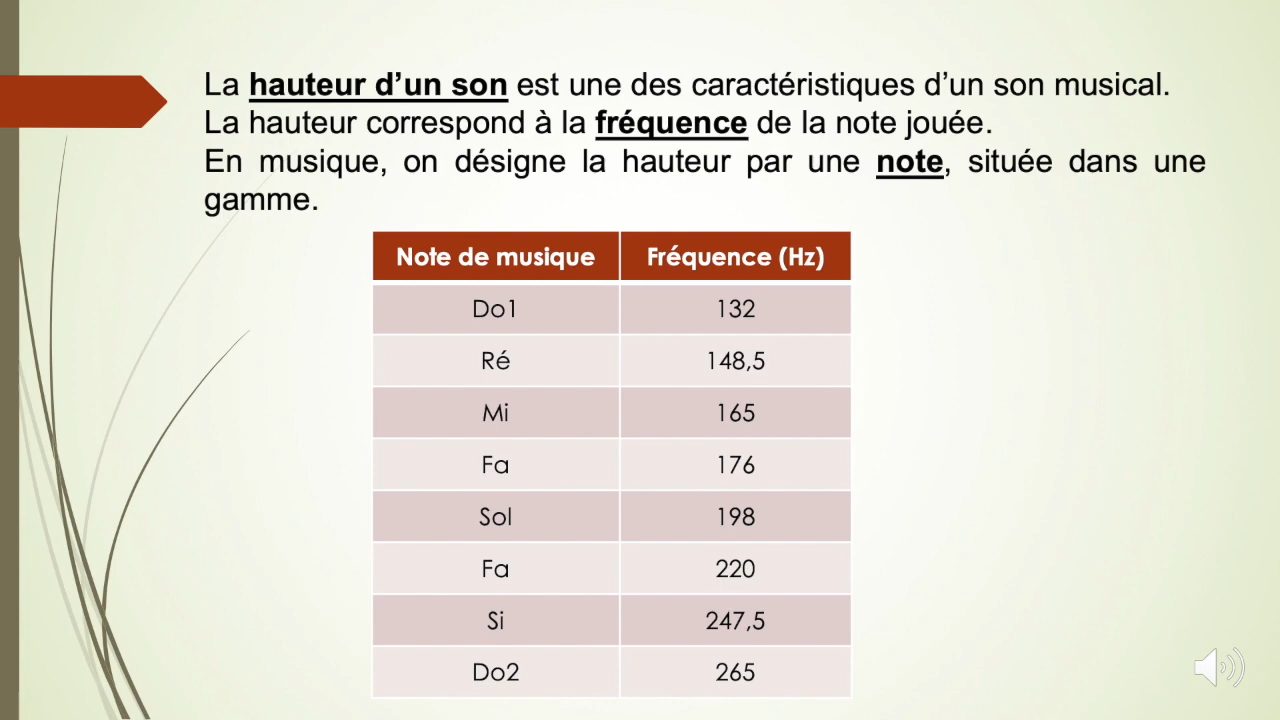 La hauteur d’un son est une des caractéristiques d’un son musical.
La hauteur correspond à la fréquence de la note jouée.
En musique, on désigne la hauteur par une note, située dans une
gamme.
Note de musique Fréquence (Hz)
Do1 132
Ré 148,5
Mi 165
Fa 176
Sol 198
Fa 220
Si 247,5
Do2 265